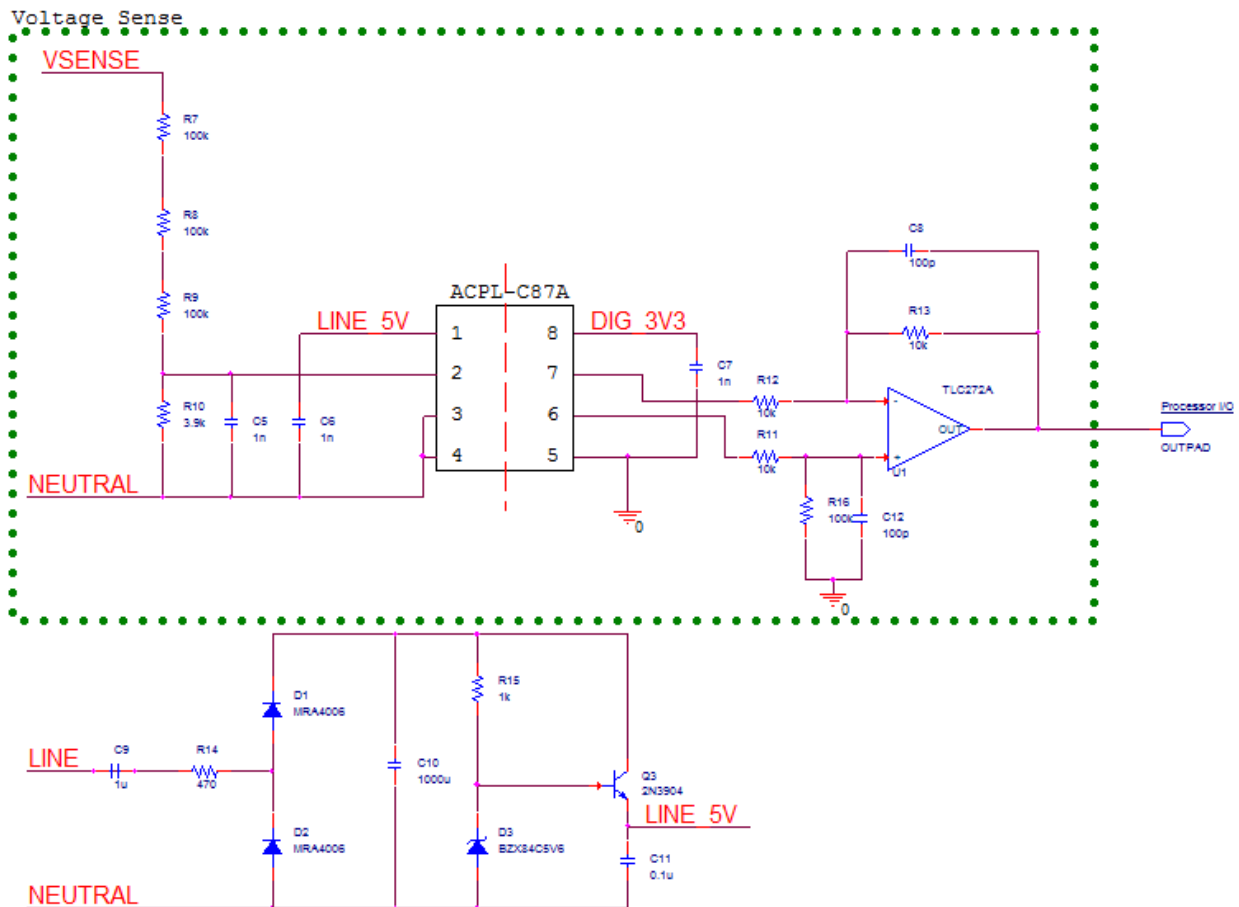 Voltage Sense
VSENSE
R7
100k
R8
100k
R9
100k
R10
3.9k
C5
1n
C6
1n
LINE_5V
NEUTRAL
ACPL-C87A
1
2
3
4
8
7
6
5
DIG_3V3
C7
1n
0
R12
10k
R11
10k
C8
100p
R13
10k
TLC272A
-
+
OUT
U1
R16
100k
C12
100p
0
Processor I/O
OUTPAD
LINE
C9
1u
R14
470
D1
MRA4006
D2
MRA4006
C10
1000u
R15
1k
D3
BZX84C5V6
Q3
2N3904
LINE_5V
C11
0.1u
NEUTRAL